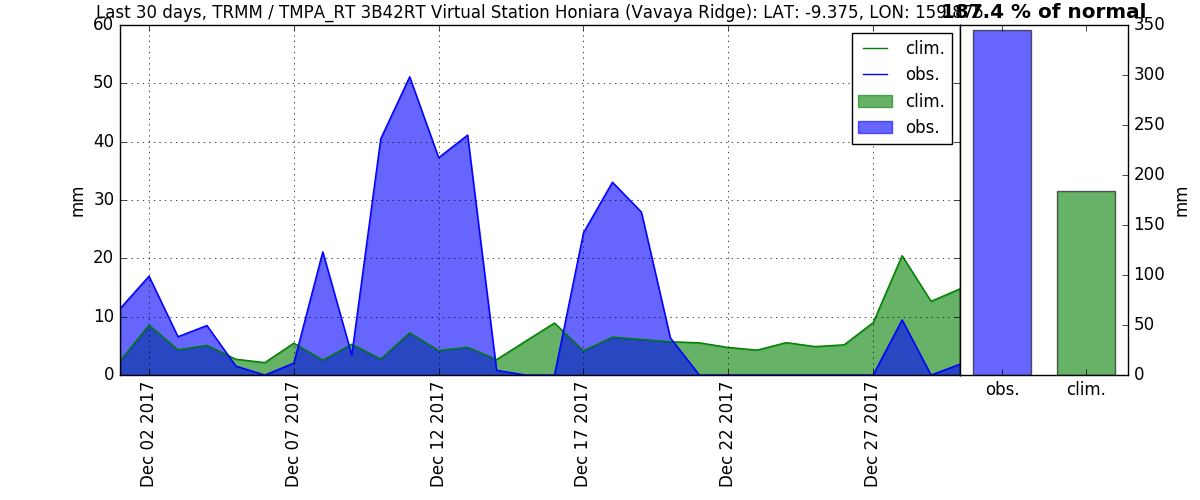 Last 30 days, TRMM / TMPA_RT 3B42RT Virtual Station Honiara (Vavaya Ridge): LAT: -9.375, LON: 159.875
187.4 % of normal
60
50
40
30
20
10
0
mm
clim.
obs.
clim.
obs.
350
300
250
200
150
100
50
0
mm
obs.
clim.
Dec 02 2017
Dec 07 2017
Dec 12 2017
Dec 17 2017
Dec 22 2017
Dec 27 2017